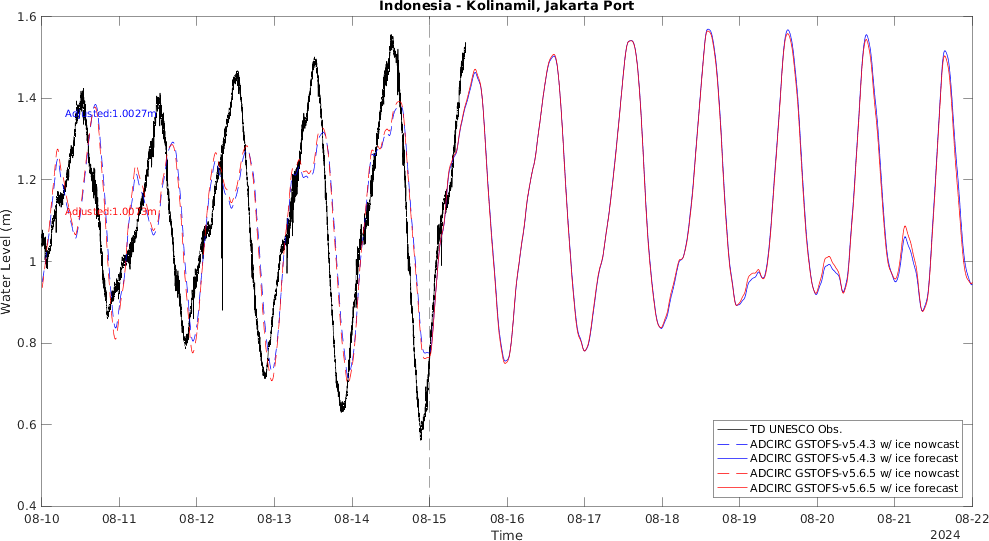 Indonesia - Kolinamil, Jakarta Port
1.6
1.4
1.2
1
0.8
0.6
0.4
Water Level (m)
Adjusted:1.0027m
Adjusted:1.0013m
TD UNESCO Obs.
ADCIRC GSTOFS-v5.4.3 w/ ice nowcast
ADCIRC GSTOFS-v5.4.3 w/ ice forecast
ADCIRC GSTOFS-v5.6.5 w/ ice nowcast
ADCIRC GSTOFS-v5.6.5 w/ ice forecast
08-10 08-11 08-12 08-13 08-14 08-15 08-16 08-17 08-18 08-19 08-20 08-21 08-22
Time
2024